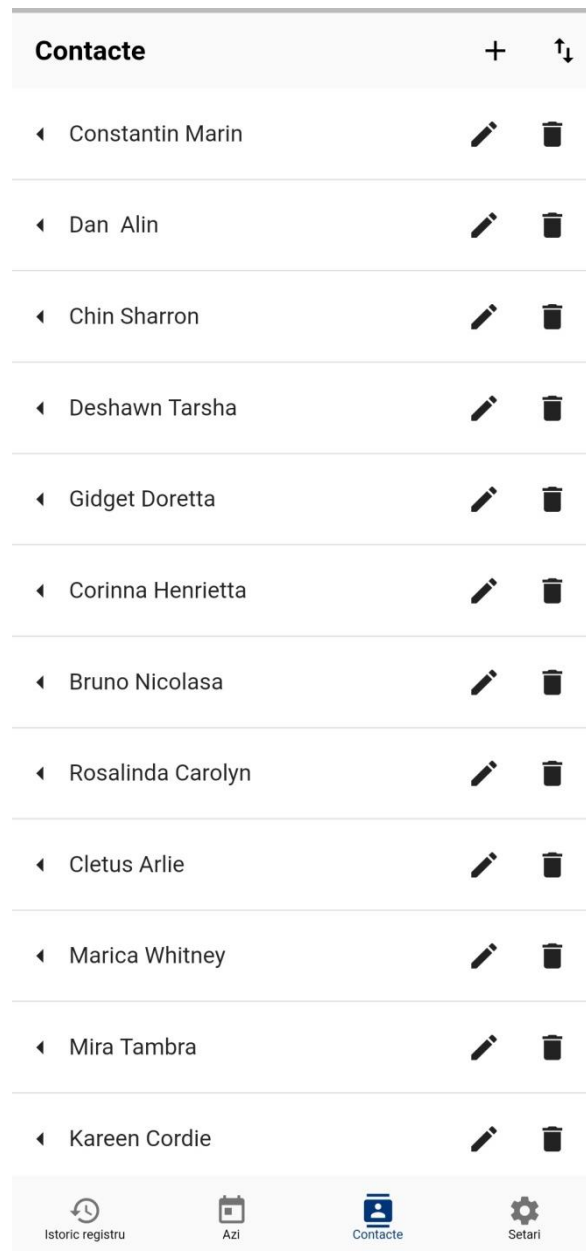 Contacte
Constantin Marin
Dan  Alin
Chin Sharron
Deshawn Tarsha
Gidget Doretta
Corinna Henrietta
Bruno Nicolasa
Rosalinda Carolyn
Cletus Arlie
Marica Whitney
Mira Tambra
Kareen Cordie
Istoric registru Azi Contacte Setari